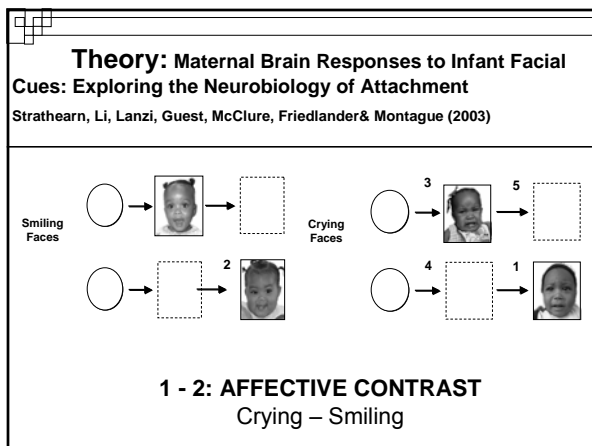 Theory: Maternal Brain Responses to Infant Facial
Cues: Exploring the Neurobiology of Attachment
Strathearn, Li, Lanzi, Guest, McClure, Friedlander& Montague (2003)
Smiling
Faces
2
Crying
Faces
3
5
4
1
1 - 2: AFFECTIVE CONTRAST
Crying – Smiling